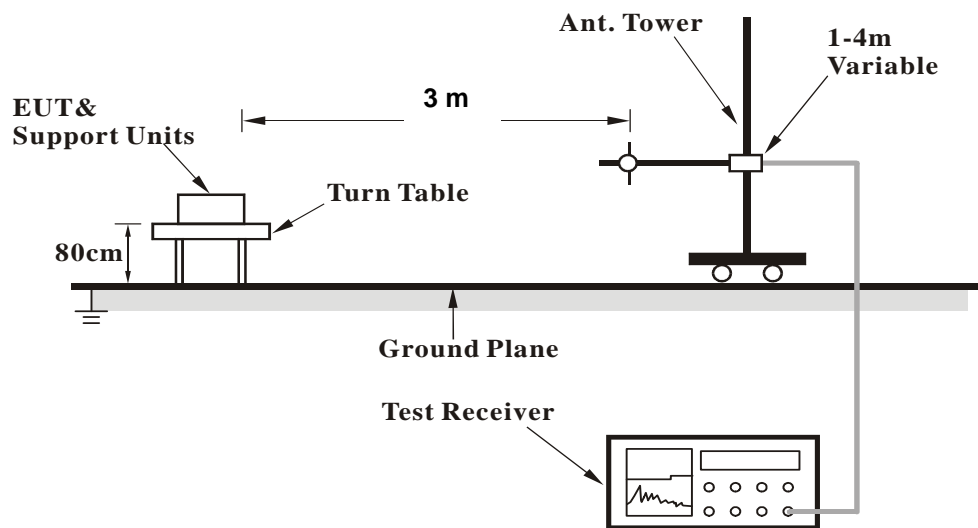 Ant. Tower
1-4m
Variable
3 m
EUT&
Support Units
Turn Table
80cm
Ground Plane
Test Receiver